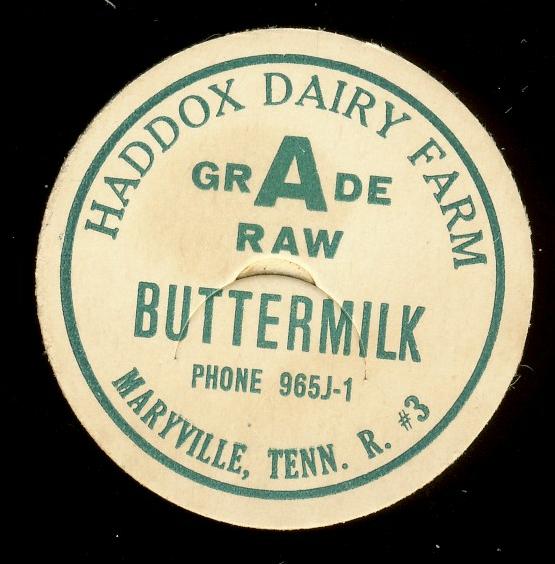 HADDOX DAIRY FARM
GRADE
RAW
BUTTERMILK
PHONE 965J-1
MARYVILLE, TENN. R. #3